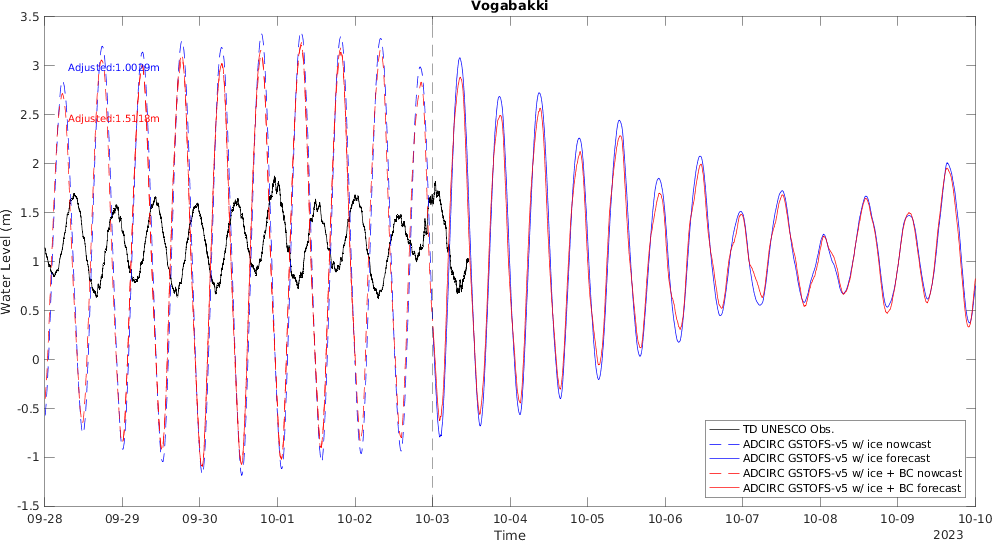 Vogabakki
3.5
3
2.5
2
1.5
1
0.5
0
-0.5
-1
-1.5
Water Level (m)
Adjusted:1.0029m
Adjusted:1.5118m
TD UNESCO Obs.
ADCIRC GSTOFS-v5 w/ ice nowcast
ADCIRC GSTOFS-v5 w/ ice forecast
ADCIRC GSTOFS-v5 w/ ice + BC nowcast
ADCIRC GSTOFS-v5 w/ ice + BC forecast
09-28 09-29 09-30 10-01 10-02 10-03 10-04 10-05 10-06 10-07 10-08 10-09 10-10
Time
2023